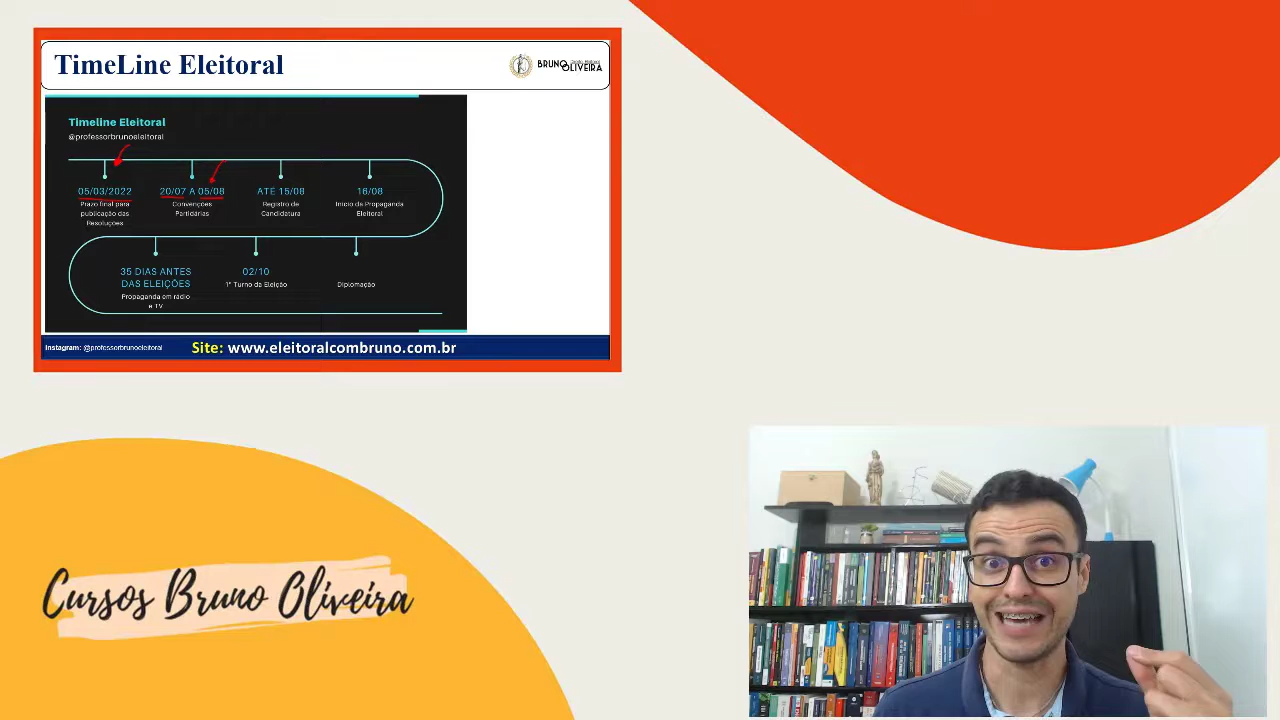 TimeLine Eleitoral
BRUNO
OLIVEIRA
Timeline Eleitoral
@professorbrunoeleitoral
05/03/2022
Prazo final para
publicação das
Resoluções
20/07 A 05/08
Convenções
Partidárias
ATÉ 15/08
Registro de
Candidatura
16/08
Início da Propaganda
Eleitoral
35 DIAS ANTES
DAS ELEIÇÕES
Propaganda em rádio
e TV
02/10
1° Turno da Eleição
Diplomação
Instagram: @professorbrunoeleitoral
Site: www.eleitoralcombruno.com.br
Cursos Bruno Oliveira